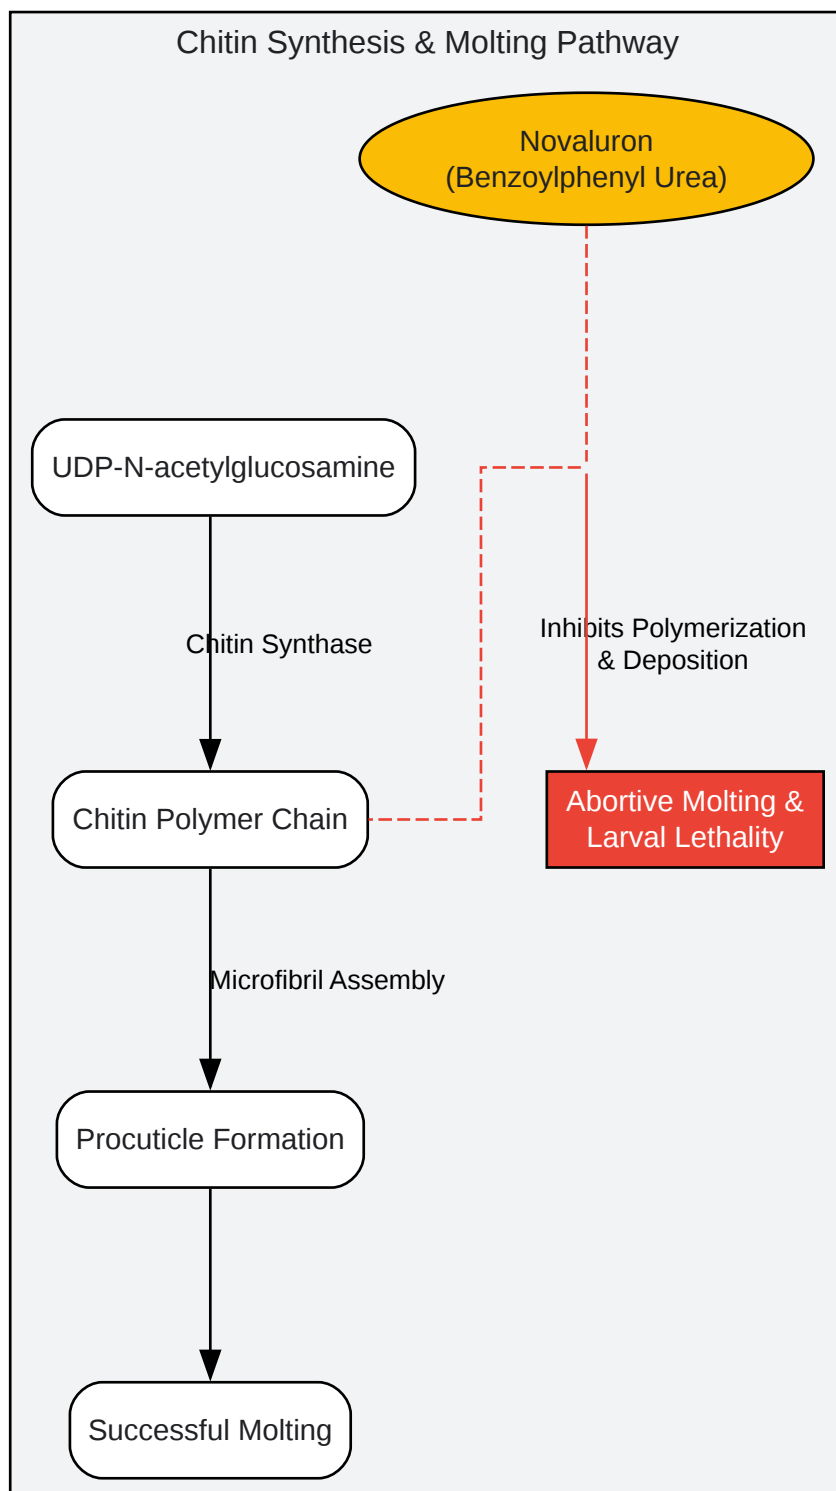 Chitin Synthesis & Molting Pathway
Novaluron
(Benzoylphenyl Urea)
UDP-N-acetylglucosamine
Chitin Synthase
Inhibits Polymerization
& Deposition
Chitin Polymer Chain
Abortive Molting &
Larval Lethality
Microfibril Assembly
Procuticle Formation
Successful Molting